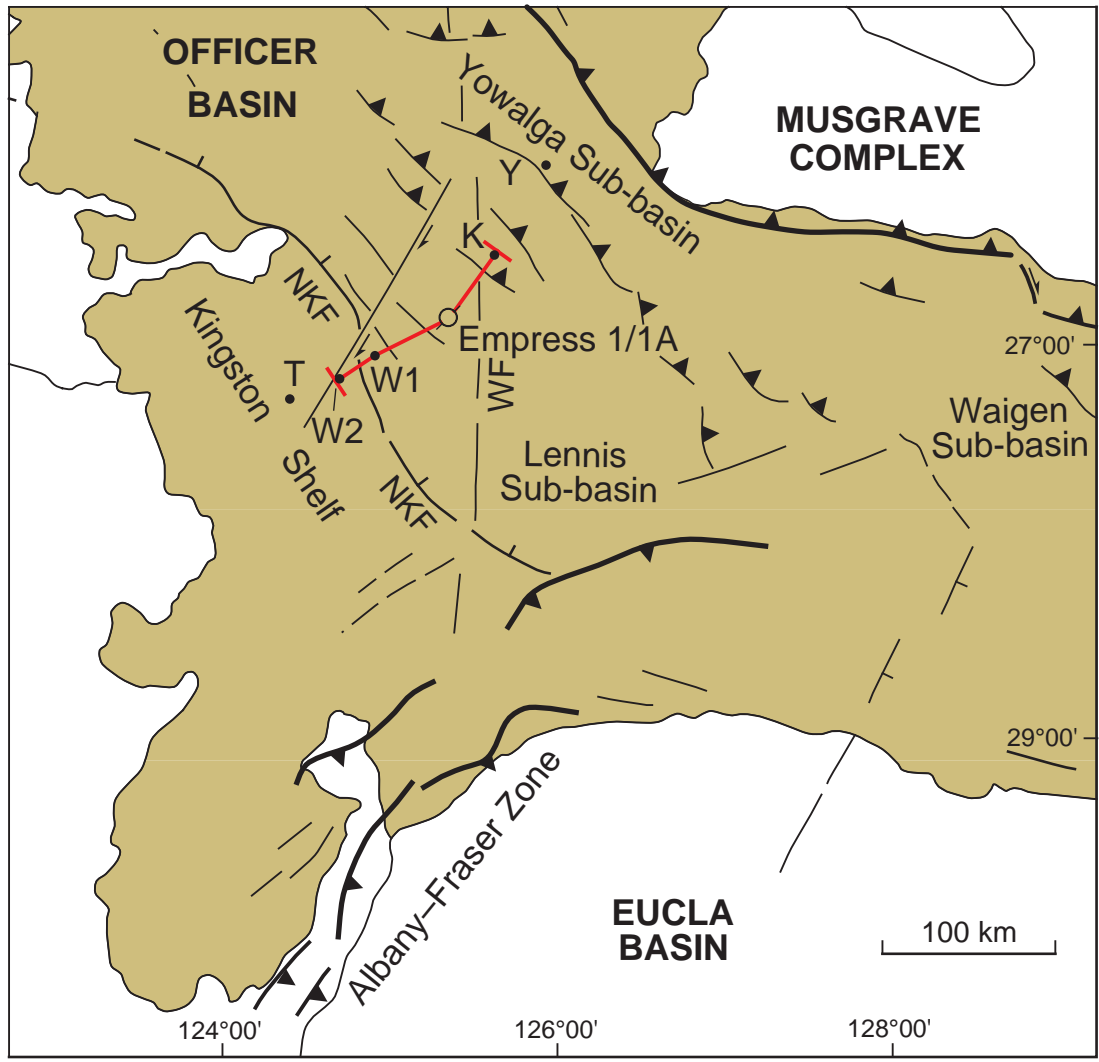 OFFICER
BASIN
Yowalga Sub-basin
MUSGRAVE
COMPLEX
Y
K
NKF
Kingston
Shelf
Empress 1/1A
27°00'
T
W1
WF
W2
Waigen
Sub-basin
Lennis
Sub-basin
NKF
29°00'
Albany–Fraser Zone
EUCLA
BASIN
100 km
124°00'
126°00'
128°00'